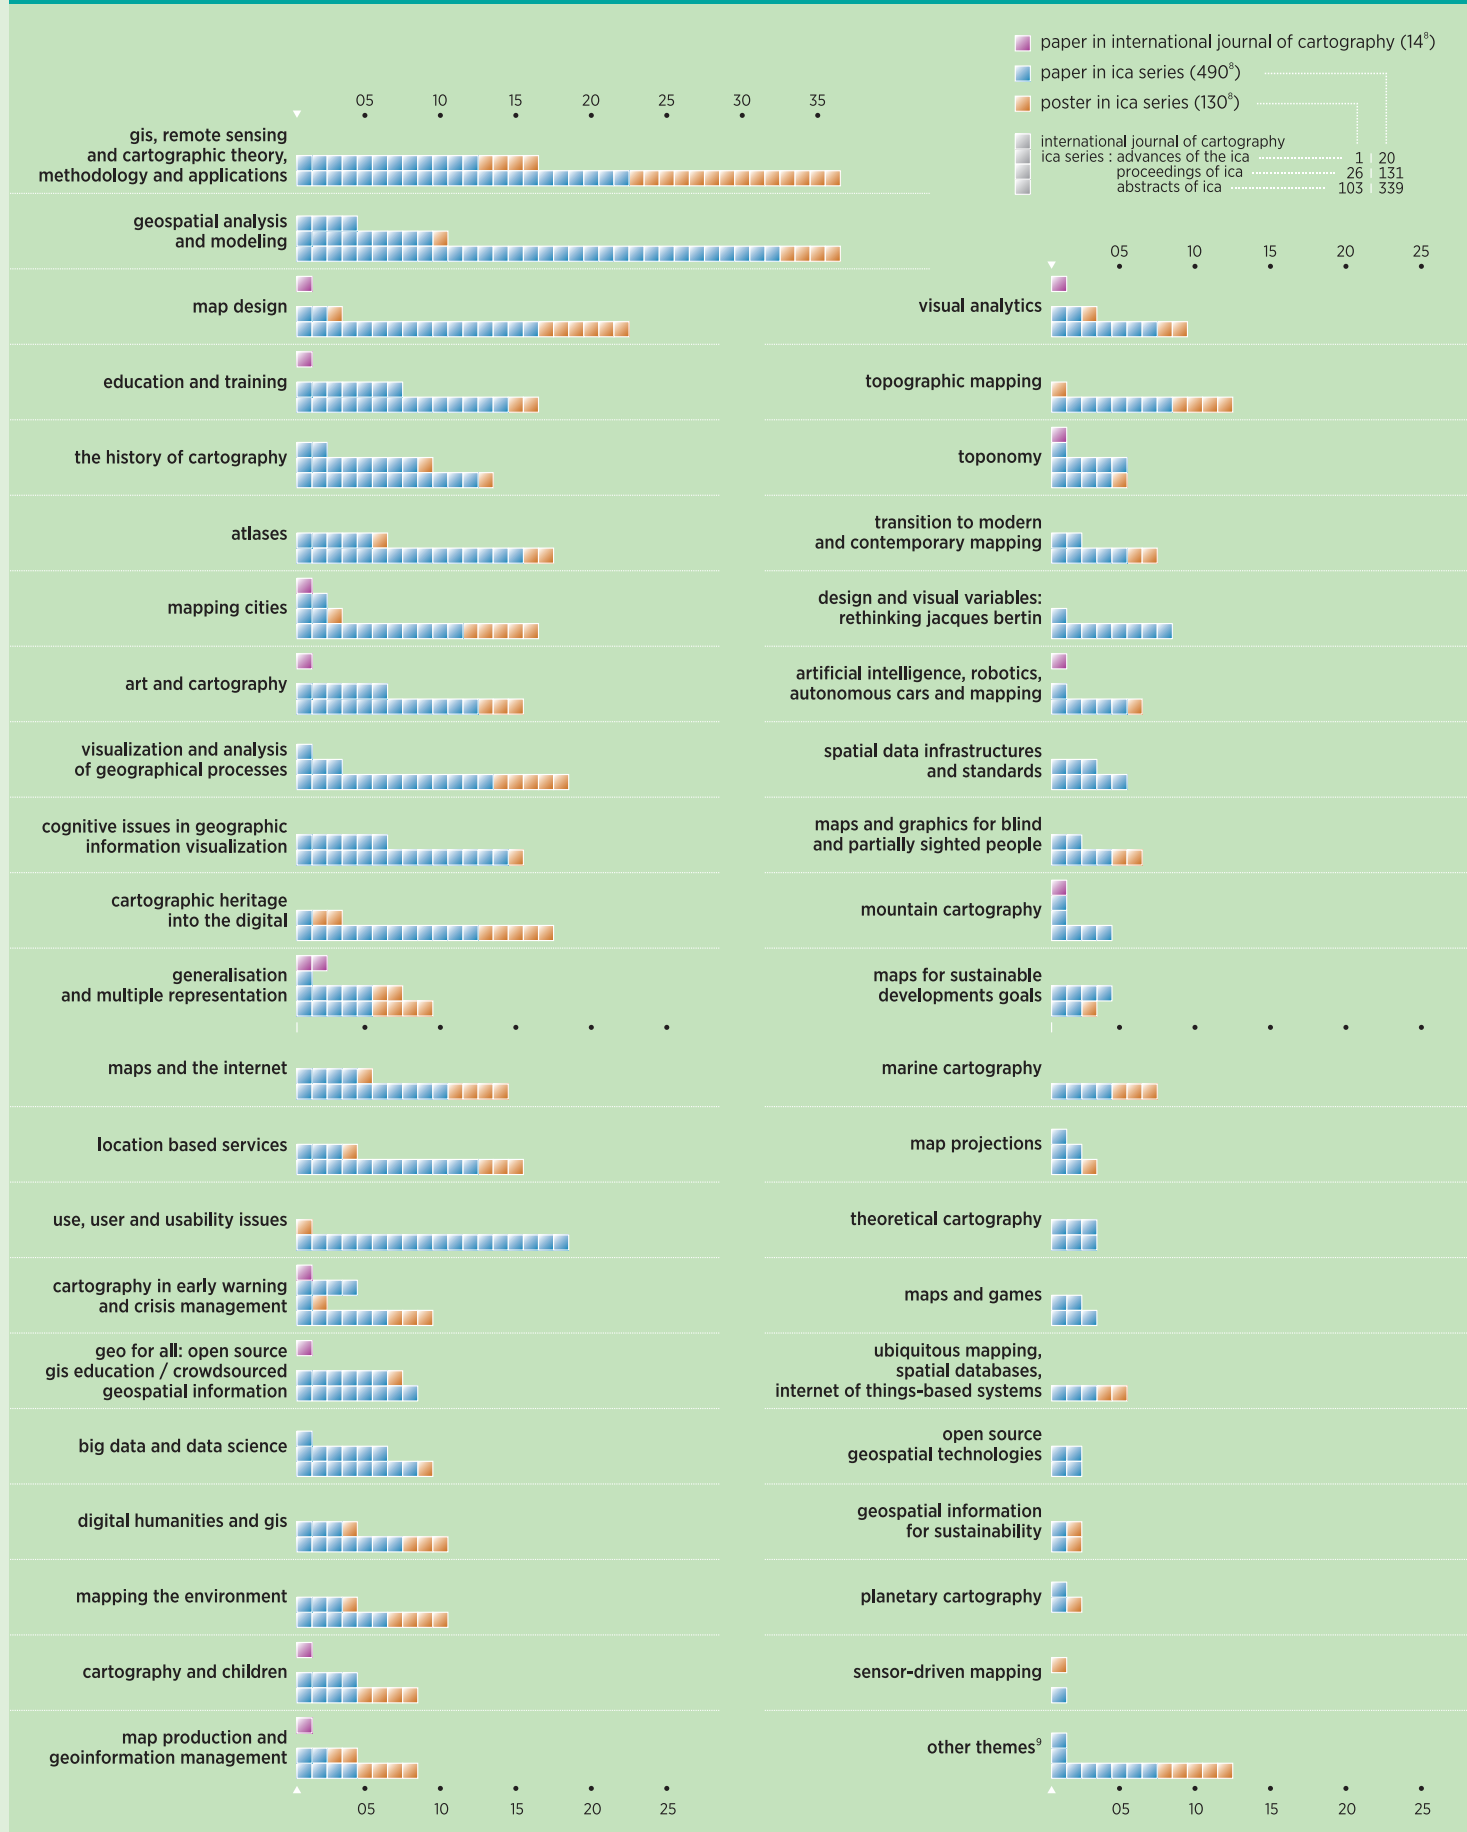 paper in international journal of cartography (14⁸)
paper in ica series (490⁸)
poster in ica series (130⁸)
international journal of cartography
ica series : advances of the ica 1 20
proceedings of ica 26 131
abstracts of ica 103 339
05 10 15 20 25 30 35
gis, remote sensing
and cartographic theory,
methodology and applications
geospatial analysis
and modeling
map design
education and training
the history of cartography
atlases
mapping cities
art and cartography
visualization and analysis
of geographical processes
cognitive issues in geographic
information visualization
cartographic heritage
into the digital
generalisation
and multiple representation
maps and the internet
location based services
use, user and usability issues
cartography in early warning
and crisis management
geo for all: open source
gis education / crowdsourced
geospatial information
big data and data science
digital humanities and gis
mapping the environment
cartography and children
map production and
geoinformation management
05 10 15 20 25
05 10 15 20 25
visual analytics
topographic mapping
toponomy
transition to modern
and contemporary mapping
design and visual variables:
rethinking jacques bertin
artificial intelligence, robotics,
autonomous cars and mapping
spatial data infrastructures
and standards
maps and graphics for blind
and partially sighted people
mountain cartography
maps for sustainable
developments goals
marine cartography
map projections
theoretical cartography
maps and games
ubiquitous mapping,
spatial databases,
internet of things-based systems
open source
geospatial technologies
geospatial information
for sustainability
planetary cartography
sensor-driven mapping
other themes⁹
05 10 15 20 25